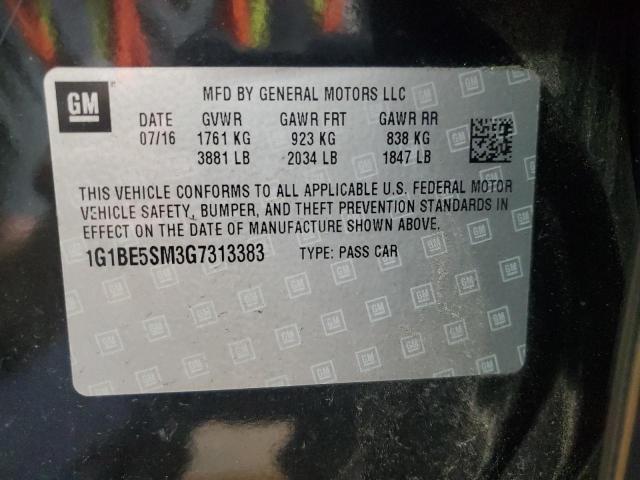 GM
MFD BY GENERAL MOTORS LLC
DATE GVWR GAWR FRT GAWR RR
07/16 1761 KG 923 KG 838 KG
3881 LB 2034 LB 1847 LB
THIS VEHICLE CONFORMS TO ALL APPLICABLE U.S. FEDERAL MOTOR
VEHICLE SAFETY, BUMPER, AND THEFT PREVENTION STANDARDS IN
EFFECT ON THE DATE OF MANUFACTURE SHOWN ABOVE.
1G1BE5SM3G7313383 TYPE: PASS CAR